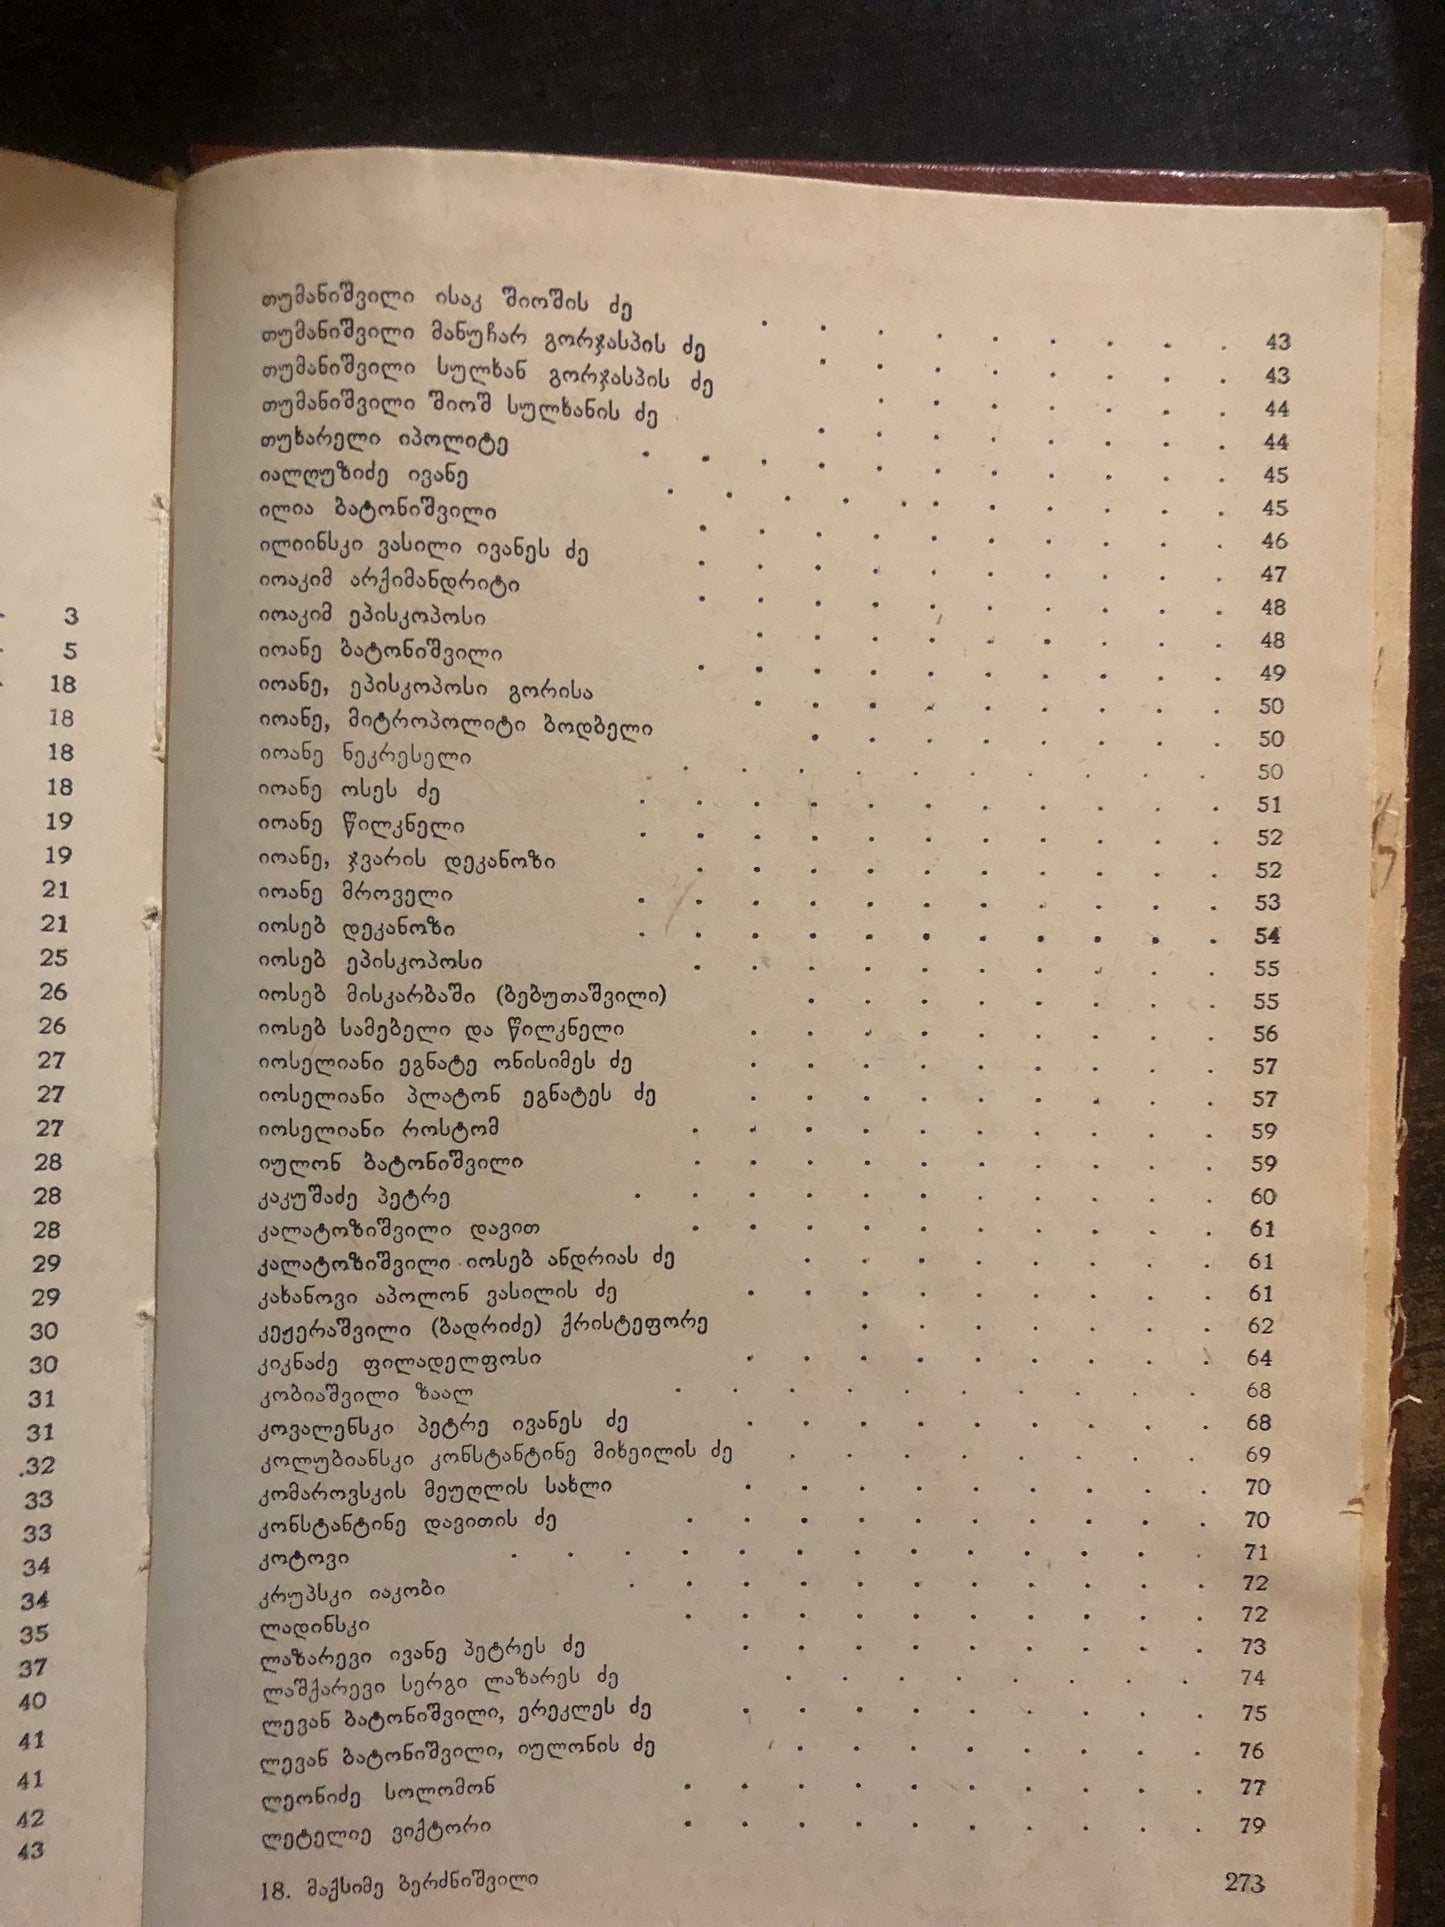 3
5
18
18
18
18
19
19
21
21
25
26
26
27
27
27
28
28
28
29
29
30
30
31
31
32
33
33
34
34
35
37
40
41
41
42
43
თუმანიშვილი ისაკ შიოშის ძე . . . . . . . . . 43
თუმანიშვილი მანუჩარ გორჯასპის ძე . . . . . . . . 43
თუმანიშვილი სულხან გორჯასპის ძე . . . . . . . 44
თუმანიშვილი შიოშ სულხანის ძე . . . . . . . . 44
თუხარელი იპოლიტე . . . . . . . . . . . 45
იალღუზიძე ივანე . . . . . . . . . . . 45
ილია ბატონიშვილი . . . . . . . . . . 46
ილიინსკი ვასილი ივანეს ძე . . . . . . . . . . 47
იოაკიმ არქიმანდრიტი . . . . . . . . . . 48
იოაკიმ ეპისკოპოსი . . . . . . . . . 48
იოანე ბატონიშვილი . . . . . . . . . . 49
იოანე, ეპისკოპოსი გორისა . . . . . . . . . 50
იოანე, მიტროპოლიტი ბოდბელი . . . . . . . . 50
იოანე ნეკრესელი . . . . . . . . . . 50
იოანე ოსეს ძე . . . . . . . . . . . 51
იოანე წილკნელი . . . . . . . . . . . 52
იოანე, ჯვარის დეკანოზი . . . . . . . . . . 52
იოანე მროველი . . . . . . . . . . . 53
იოსებ დეკანოზი . . . . . . . . . . . 54
იოსებ ეპისკოპოსი . . . . . . . . . . 55
იოსებ მისკარბაში (ბებუთაშვილი) . . . . . . . . 55
იოსებ სამებელი და წილკნელი . . . . . . . . . 56
იოსელიანი ეგნატე ონისიმეს ძე . . . . . . . . . 57
იოსელიანი პლატონ ეგნატეს ძე . . . . . . . . . 57
იოსელიანი როსტომ . . . . . . . . . . 59
იულონ ბატონიშვილი . . . . . . . . . . 59
კაკუშაძე პეტრე . . . . . . . . . . . 60
კალატოზიშვილი დავით . . . . . . . . . . 61
კალატოზიშვილი იოსებ ანდრიას ძე . . . . . . . . 61
კახანოვი აპოლონ ვასილის ძე . . . . . . . . . 61
კეჟერაშვილი (ბადრიძე) ქრისტეფორე . . . . . . . 62
კიკნაძე ფილადელფოსი . . . . . . . . . 64
კობიაშვილი ზაალ . . . . . . . . . . 68
კოვალენსკი პეტრე ივანეს ძე . . . . . . . . . 68
კოლუბიანსკი კონსტანტინე მიხეილის ძე . . . . . . . . 69
კომაროვსკის მეუღლის სახლი . . . . . . . . . 70
კონსტანტინე დავითის ძე . . . . . . . . . . 70
კოტოვი . . . . . . . . . . . . . 71
კრუპსკი იაკობი . . . . . . . . . . . 72
ლადინსკი . . . . . . . . . . 72
ლაზარევი ივანე პეტრეს ძე . . . . . . . . . 73
ლაშქარევი სერგი ლაზარეს ძე . . . . . . . . 74
ლევან ბატონიშვილი, ერეკლეს ძე . . . . . . . . . 75
ლევან ბატონიშვილი, იულონის ძე . . . . . . . . 76
ლეონიძე სოლომონ . . . . . . . . . . 77
ლეტელიე ვიქტორი . . . . . . . . . . 79
18. მაქსიმე ბერძნიშვილი 273